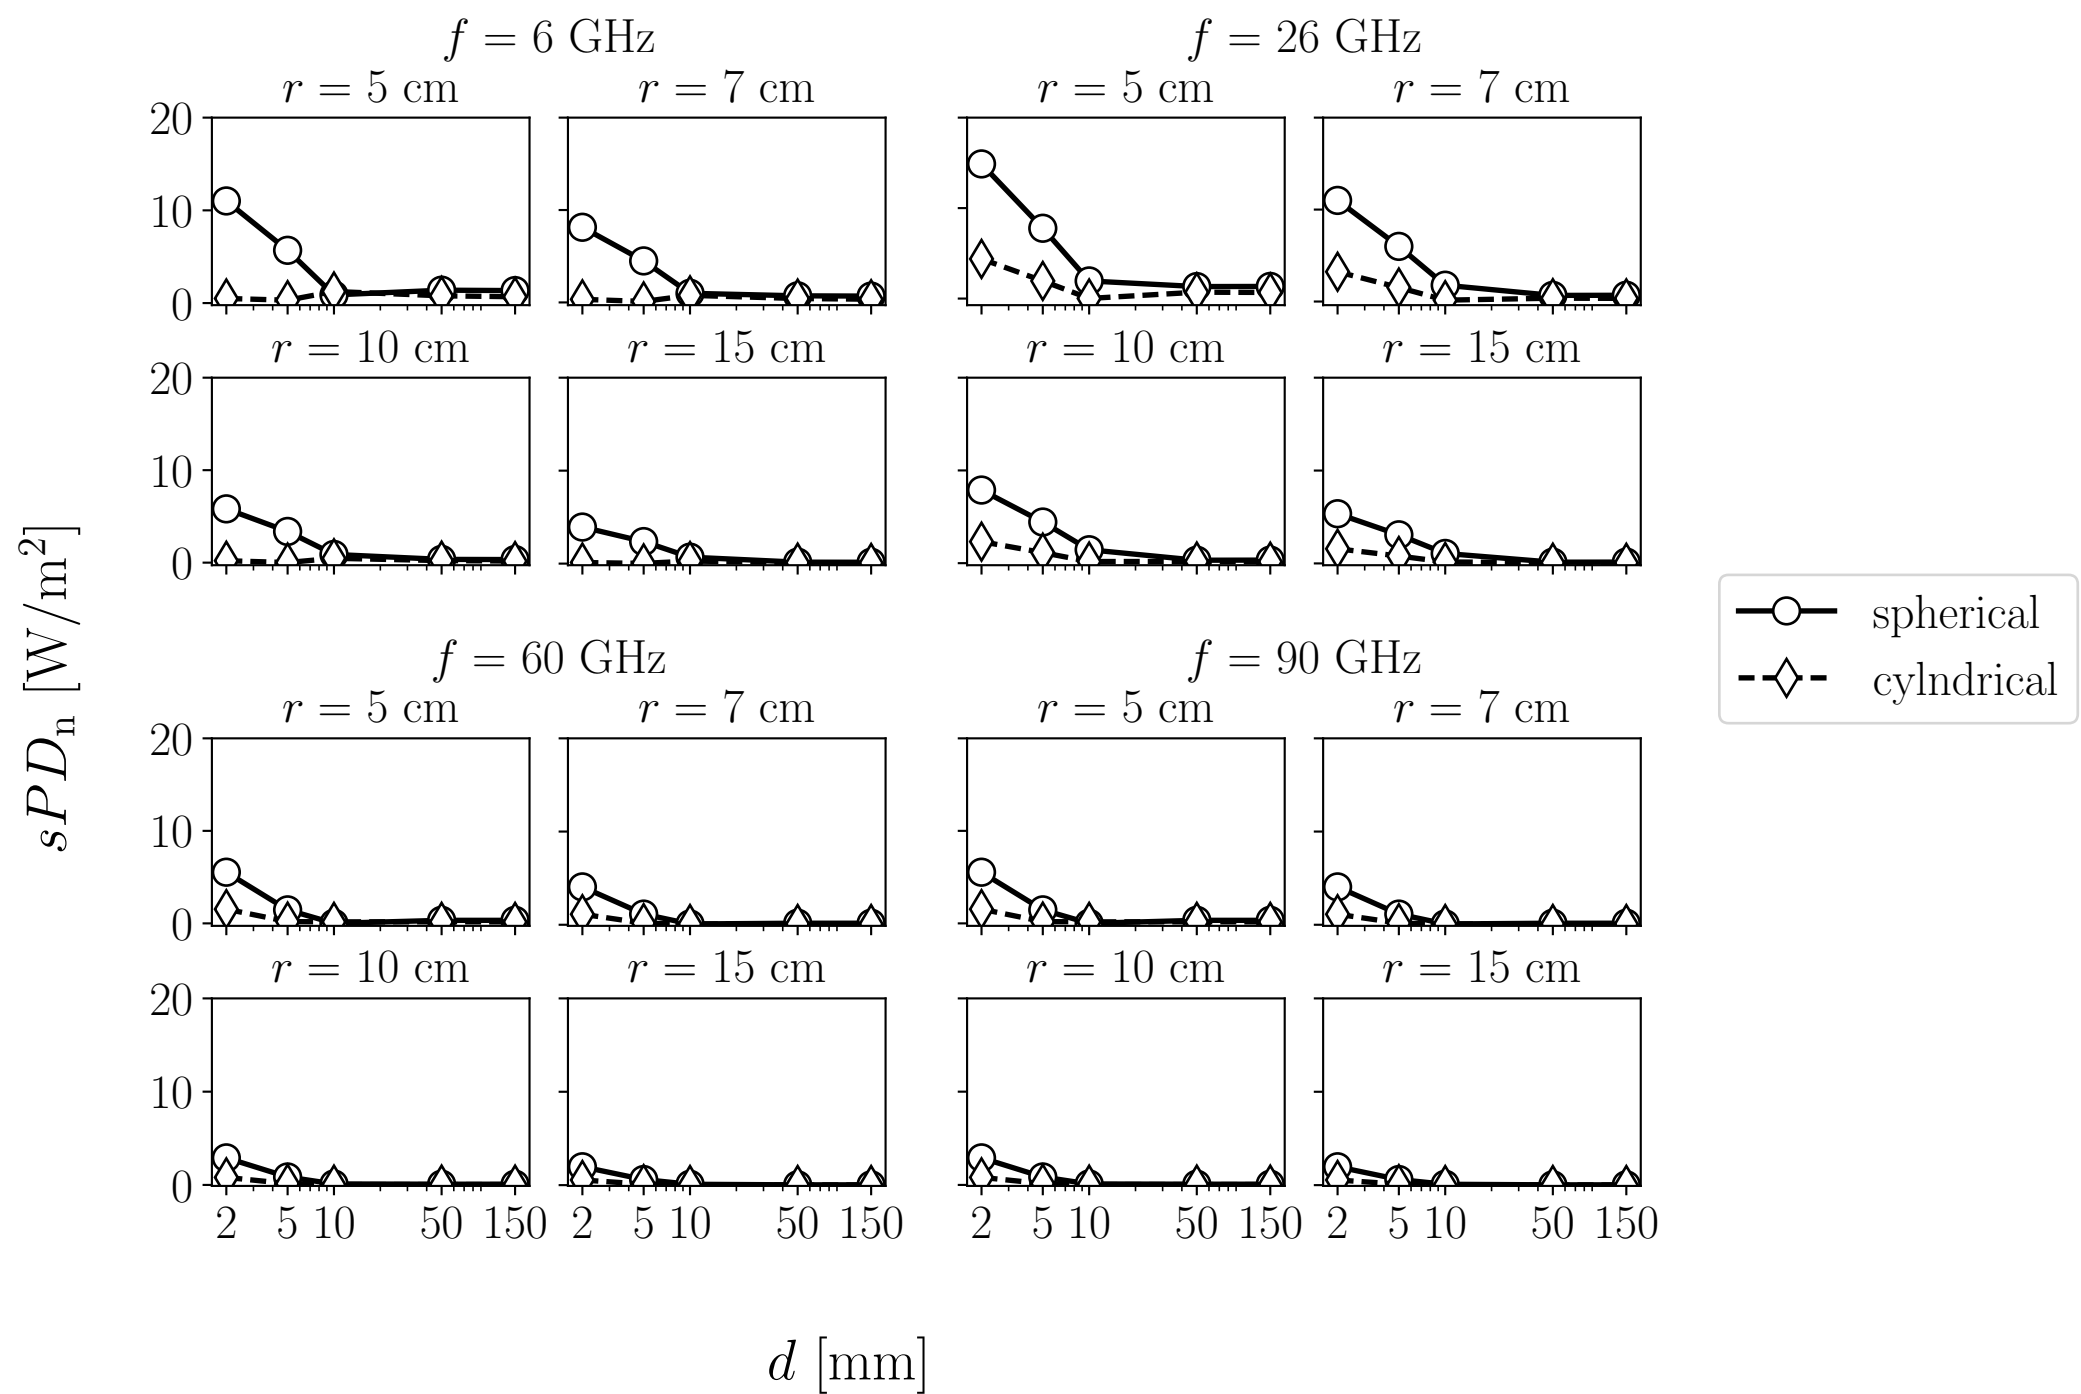 f = 6 GHz
f = 26 GHz
r = 5 cm
r = 7 cm
r = 5 cm
r = 7 cm
20
10
0
r = 10 cm
r = 15 cm
r = 10 cm
r = 15 cm
20
10
0
sPDn [W/m²]
spherical
cylndrical
f = 60 GHz
f = 90 GHz
r = 5 cm
r = 7 cm
r = 5 cm
r = 7 cm
20
10
0
r = 10 cm
r = 15 cm
r = 10 cm
r = 15 cm
20
10
0
2 5 10 50 150
2 5 10 50 150
2 5 10 50 150
2 5 10 50 150
d [mm]